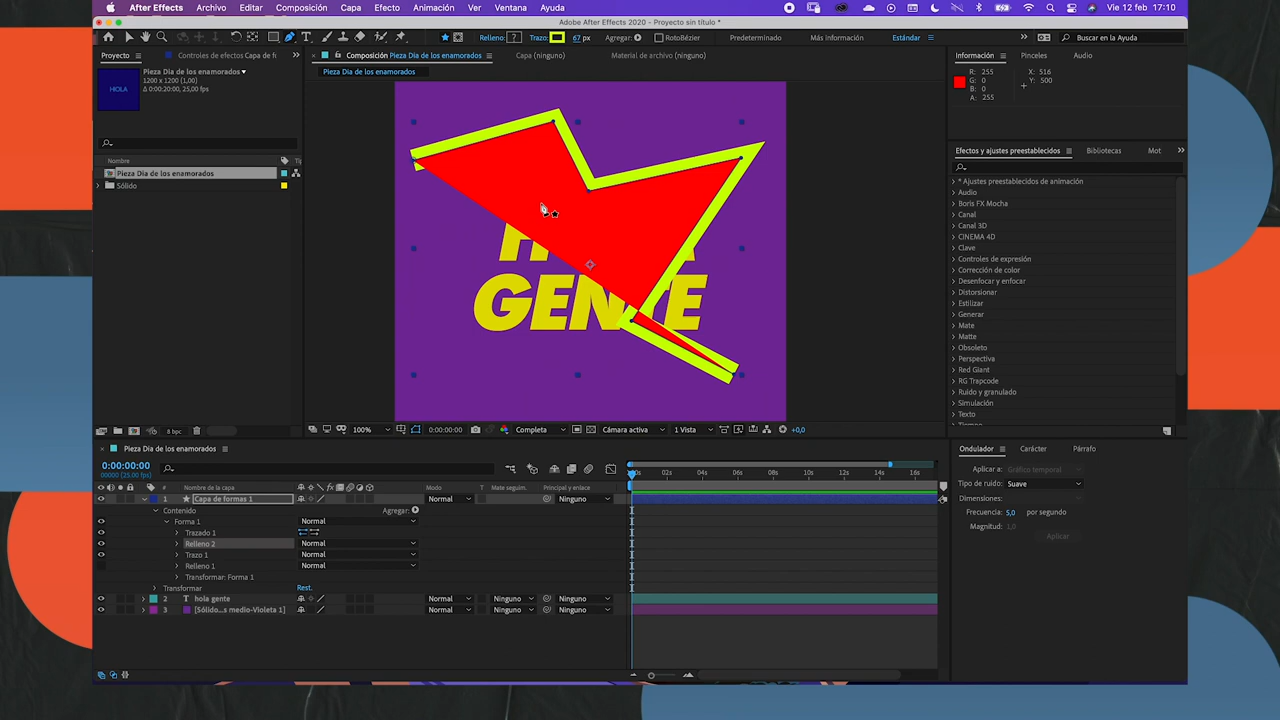 After Effects Archivo Editar Composición Capa Efecto Animación Ver Ventana Ayuda Vie 12 feb 17:10
Adobe After Effects 2020 - Proyecto sin título *
Relleno: ? Trazo: 67 px Agregar: RotoBézier Predeterminado Más información Estándar Buscar en la Ayuda
Proyecto Controles de efectos Capa de f Composición Pieza Dia de los enamorados Capa (ninguno) Material de archivo (ninguno) Información Pinceles Audio
Pieza Dia de los enamorados
Pieza Dia de los enamorados
1200 x 1200 (1,00)
Δ 0:00:20:00, 25,00 fps
HOLA
R: 255
G: 0
B: 0
A: 255
X: 516
Y: 500
Nombre
Pieza Dia de los enamorados
Sólido
GENTE
Efectos y ajustes preestablecidos Bibliotecas Mot
* Ajustes preestablecidos de animación
Audio
Boris FX Mocha
Canal
Canal 3D
CINEMA 4D
Clave
Controles de expresión
Corrección de color
Desenfocar y enfocar
Distorsionar
Estilizar
Generar
Mate
Matte
Obsoleto
Perspectiva
Red Giant
RG Trapcode
Ruido y granulado
Simulación
Texto
8 bpc 100% 0:00:00:00 Completa Cámara activa 1 Vista +0,0
Pieza Dia de los enamorados
0:00:00:00
00000 (25.00 fps)
02s 04s 06s 08s 10s 12s 14s 16s
# Nombre de la capa Modo T Mate seguim. Principal y enlace
1 Capa de formas 1 Normal Ninguno
Contenido Agregar:
Forma 1 Normal
Trazado 1
Relleno 2 Normal
Trazo 1 Normal
Relleno 1 Normal
Transformar: Forma 1
Transformar Rest.
2 T hola gente Normal Ninguno Ninguno
3 [Sólido...s medio-Violeta 1] Normal Ninguno Ninguno
Ondulador Carácter Párrafo
Aplicar a: Gráfico temporal
Tipo de ruido: Suave
Dimensiones:
Frecuencia: 5,0 por segundo
Magnitud: 1,0
Aplicar